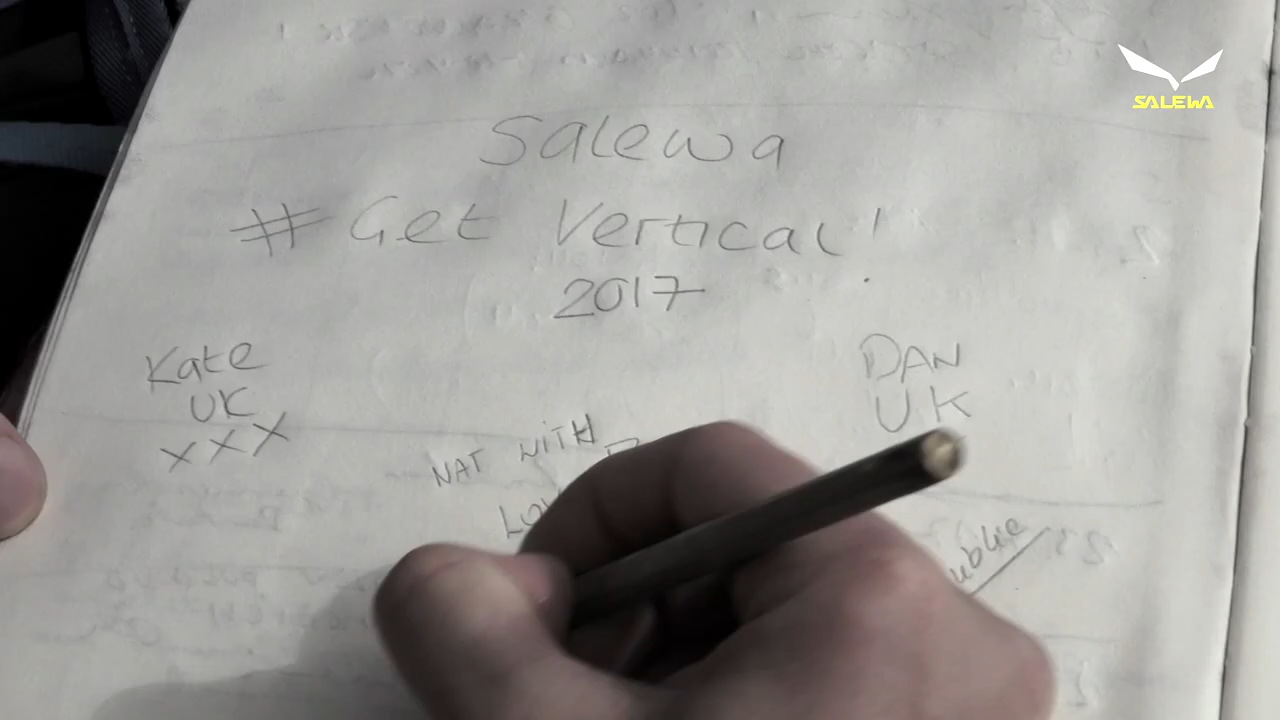 SALEWA
Salewa
# Get Vertical!
2017
Kate
UK
XXX
DAN
UK
NAT WITH